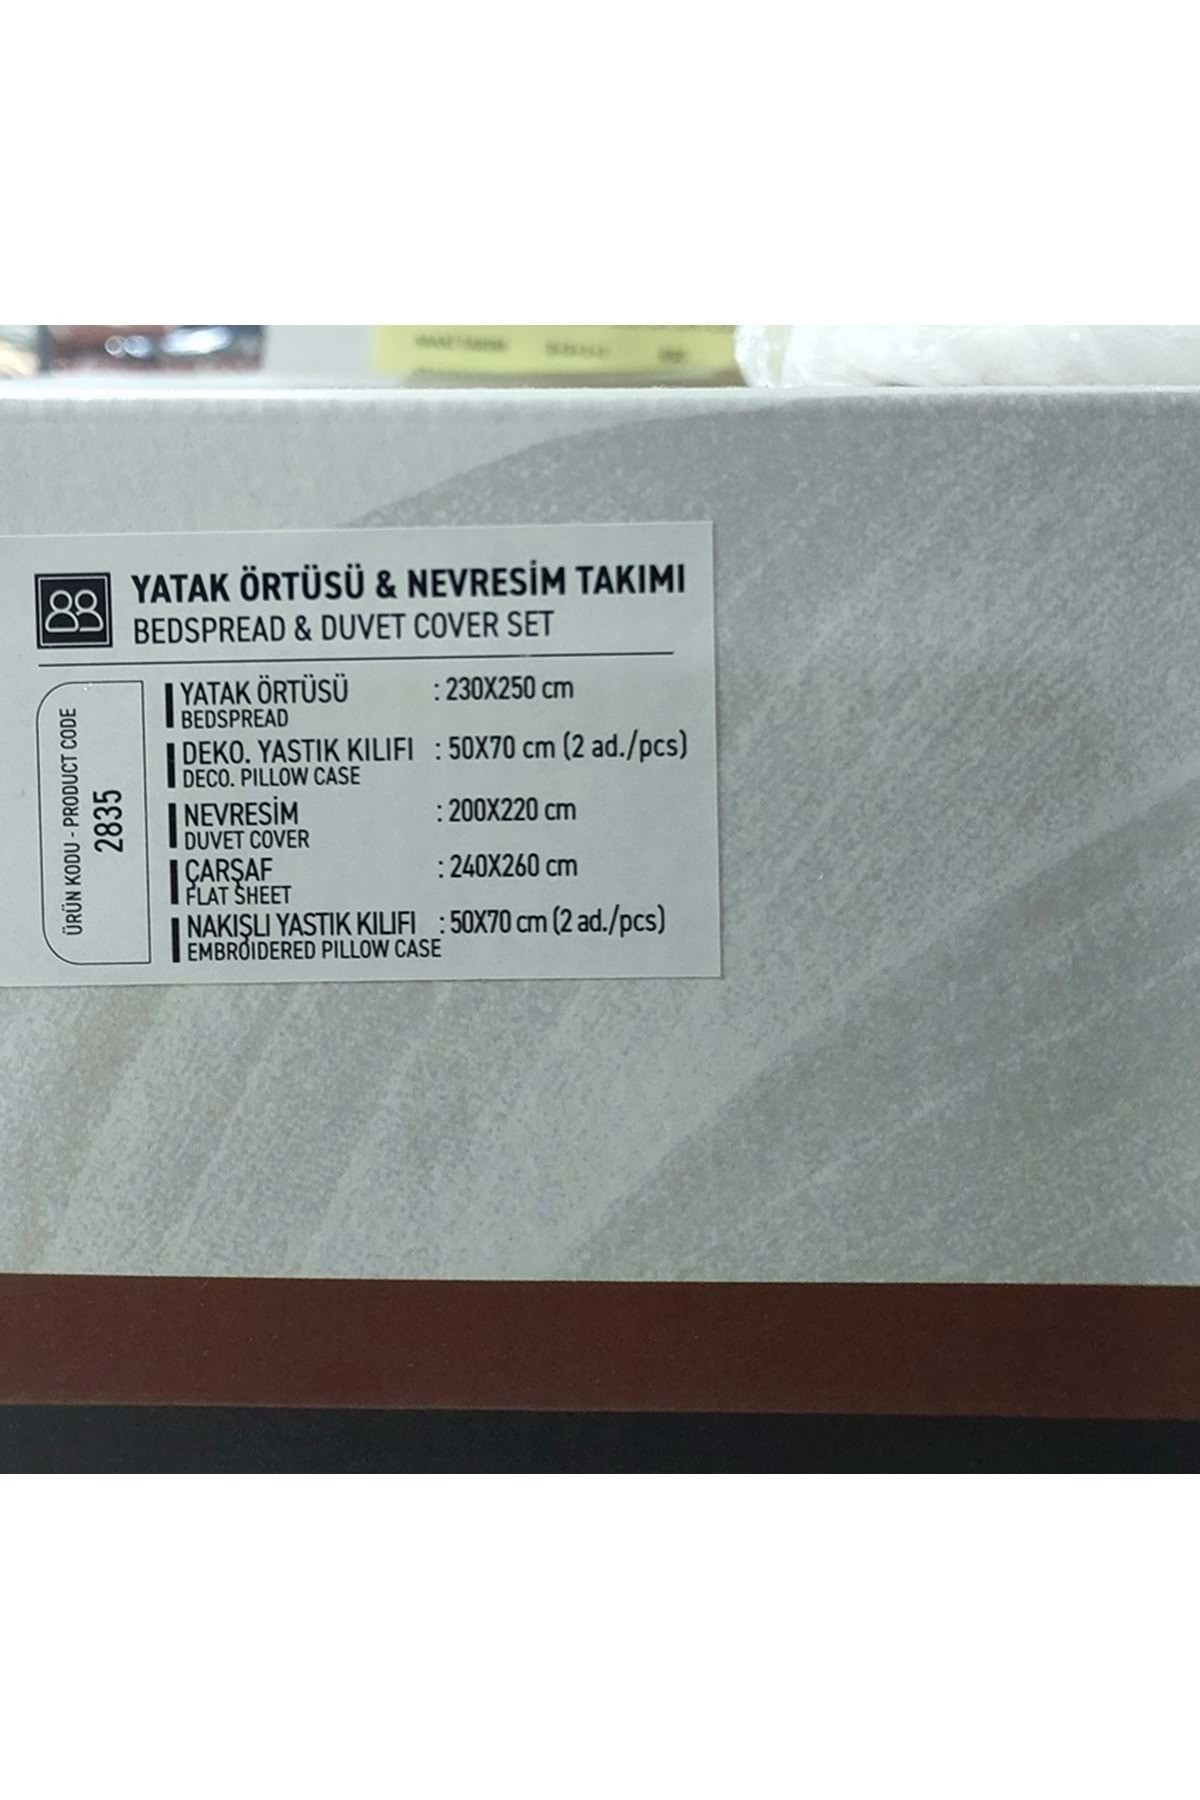 YATAK ÖRTÜSÜ & NEVRESİM TAKIMI
BEDSPREAD & DUVET COVER SET
ÜRÜN KODU - PRODUCT CODE
2835
YATAK ÖRTÜSÜ : 230X250 cm
BEDSPREAD
DEKO. YASTIK KILIFI : 50X70 cm (2 ad./pcs)
DECO. PILLOW CASE
NEVRESİM : 200X220 cm
DUVET COVER
ÇARŞAF : 240X260 cm
FLAT SHEET
NAKIŞLI YASTIK KILIFI : 50X70 cm (2 ad./pcs)
EMBROIDERED PILLOW CASE